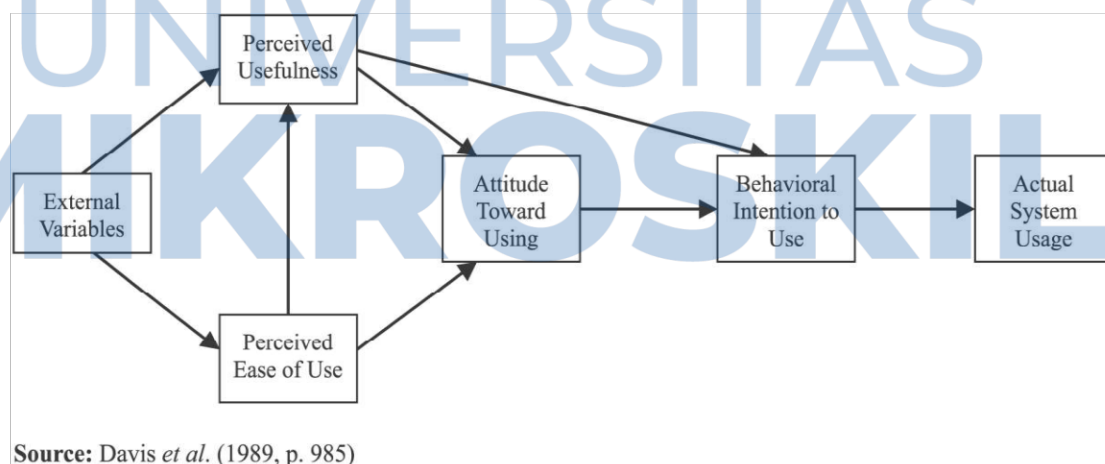 UNIVERSITAS
MIKROSKIL
Perceived
Usefulness
External
Variables
Attitude
Toward
Using
Behavioral
Intention to
Use
Actual
System
Usage
Perceived
Ease of Use
Source: Davis et al. (1989, p. 985)